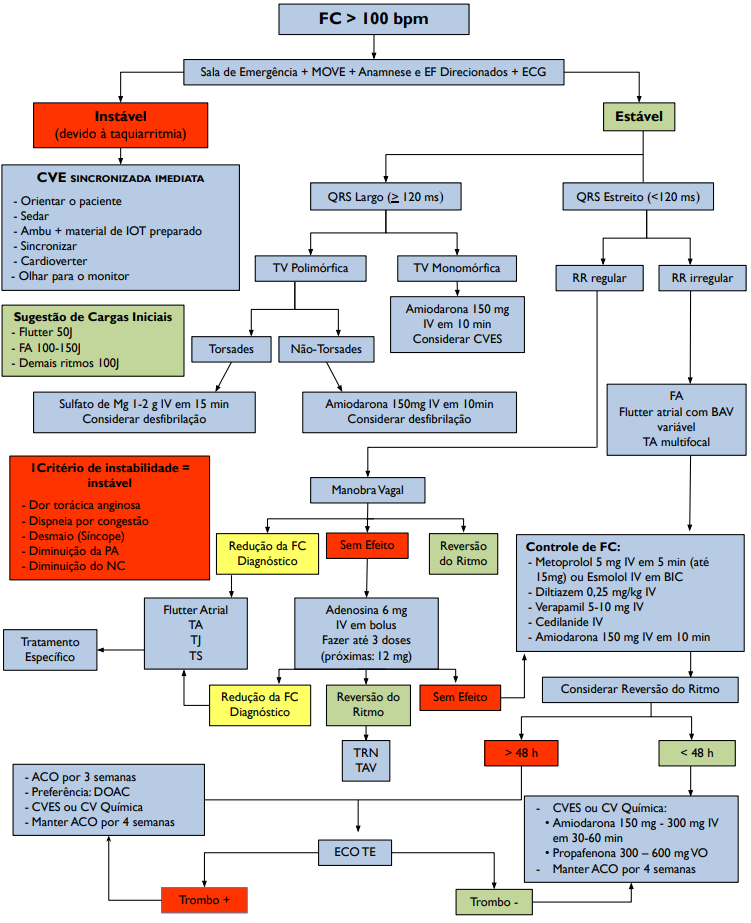 FC > 100 bpm
Sala de Emergência + MOVE + Anamnese e EF Direcionados + ECG
Instável
(devido à taquiarritmia)
Estável
CVE SINCRONIZADA IMEDIATA
- Orientar o paciente
- Sedar
- Ambu + material de IOT preparado
- Sincronizar
- Cardioverter
- Olhar para o monitor
QRS Largo (≥ 120 ms)
QRS Estreito (<120 ms)
TV Polimórfica
TV Monomórfica
RR regular
RR irregular
Sugestão de Cargas Iniciais
- Flutter 50J
- FA 100-150J
- Demais ritmos 100J
Amiodarona 150 mg
IV em 10 min
Considerar CVES
Torsades
Não-Torsades
Sulfato de Mg 1-2 g IV em 15 min
Considerar desfibrilação
Amiodarona 150mg IV em 10min
Considerar desfibrilação
FA
Flutter atrial com BAV
variável
TA multifocal
1Critério de instabilidade =
instável
- Dor torácica anginosa
- Dispneia por congestão
- Desmaio (Síncope)
- Diminuição da PA
- Diminuição do NC
Manobra Vagal
Redução da FC
Diagnóstico
Sem Efeito
Reversão
do Ritmo
Controle de FC:
- Metoprolol 5 mg IV em 5 min (até
15mg) ou Esmolol IV em BIC
- Diltiazem 0,25 mg/kg IV
- Verapamil 5-10 mg IV
- Cedilanide IV
- Amiodarona 150 mg IV em 10 min
Tratamento
Específico
Flutter Atrial
TA
TJ
TS
Adenosina 6 mg
IV em bolus
Fazer até 3 doses
(próximas: 12 mg)
Redução da FC
Diagnóstico
Reversão do
Ritmo
Sem Efeito
Considerar Reversão do Ritmo
TRN
TAV
> 48 h
< 48 h
- ACO por 3 semanas
- Preferência: DOAC
- CVES ou CV Química
- Manter ACO por 4 semanas
- CVES ou CV Química:
• Amiodarona 150 mg - 300 mg IV
em 30-60 min
• Propafenona 300 – 600 mg VO
- Manter ACO por 4 semanas
ECO TE
Trombo +
Trombo -